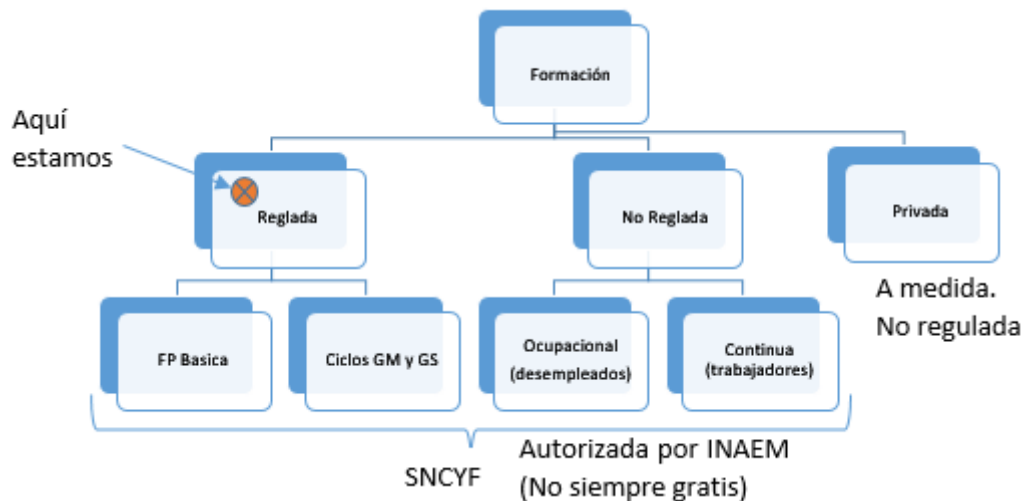 Formación
Aquí
estamos
Reglada
No Reglada
Privada
A medida.
No regulada
FP Basica
Ciclos GM y GS
Ocupacional
(desempleados)
Continua
(trabajadores)
SNCYF
Autorizada por INAEM
(No siempre gratis)